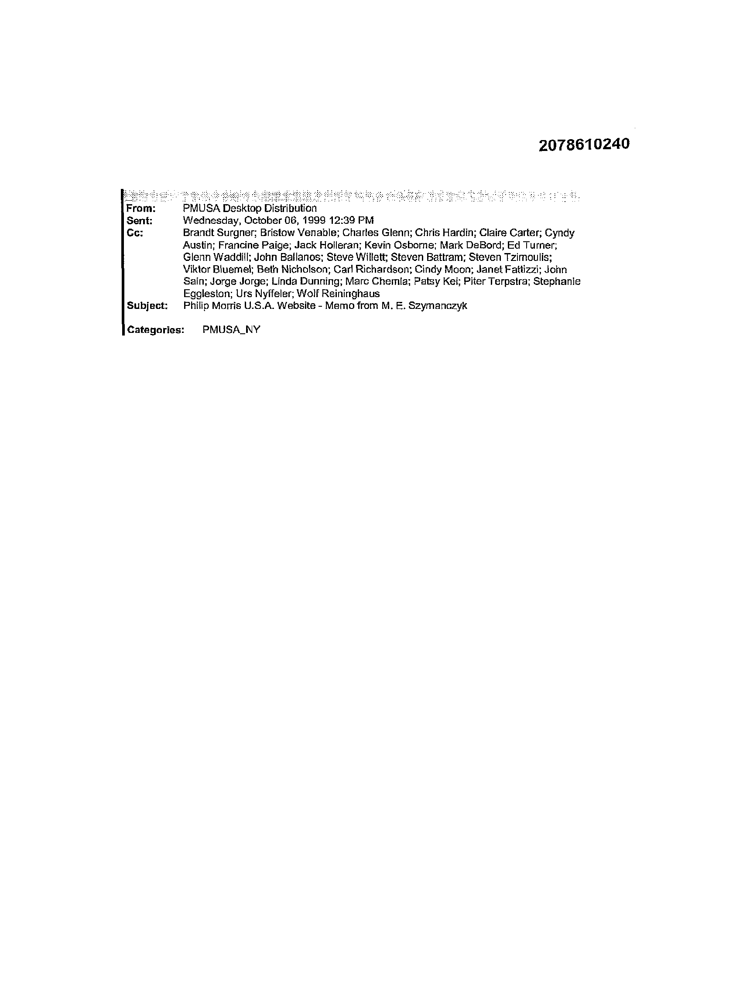 2078610240
From: PMUSA Desktop Distribution
Sent: Wednesday, October 06, 1999 12:39 PM
Cc: Brandt Surgner; Bristow Venable; Charles Glenn; Chris Hardin; Claire Carter; Cyndy
Austin; Francine Paige; Jack Holleran; Kevin Osborne; Mark DeBord; Ed Turner;
Glenn Waddill; John Ballanos; Steve Willett; Steven Battram; Steven Tzimoulis;
Viktor Bluemel; Beth Nicholson; Carl Richardson; Cindy Moon; Janet Fatizzi; John
Sain; Jorge Jorge; Linda Dunning; Marc Chemla; Patsy Kei; Piter Terpstra; Stephanie
Eggleston; Urs Nyffeler; Wolf Reininghaus
Subject: Philip Morris U.S.A. Website - Memo from M. E. Szymanczyk
Categories: PMUSA_NY